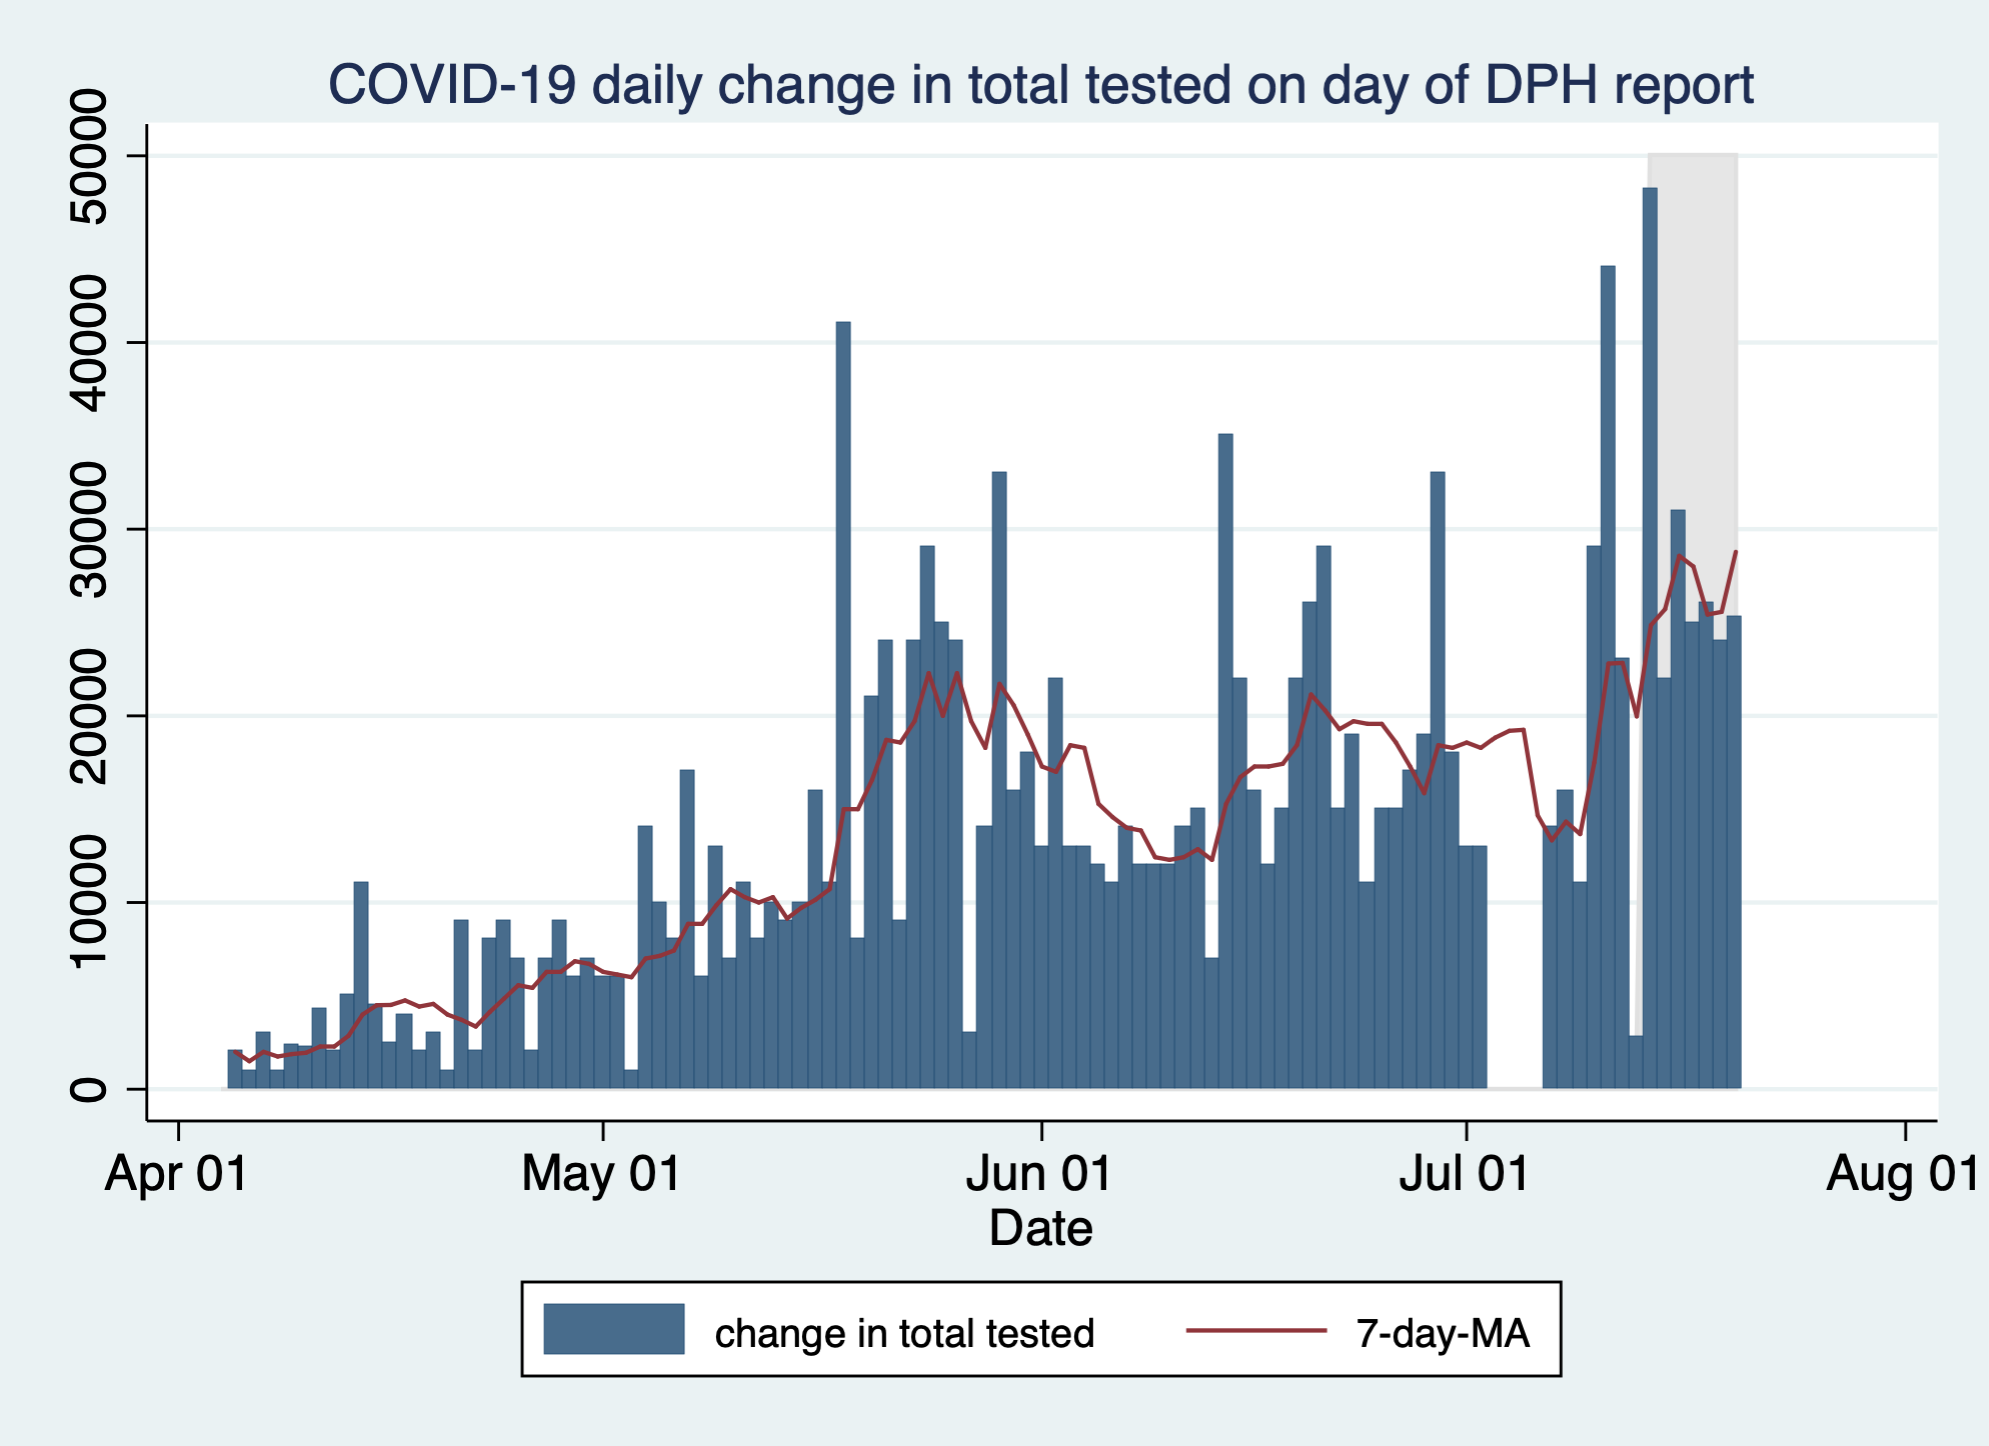 COVID-19 daily change in total tested on day of DPH report
50000
40000
30000
20000
10000
0
Apr 01 May 01 Jun 01 Jul 01 Aug 01
Date
change in total tested 7-day-MA